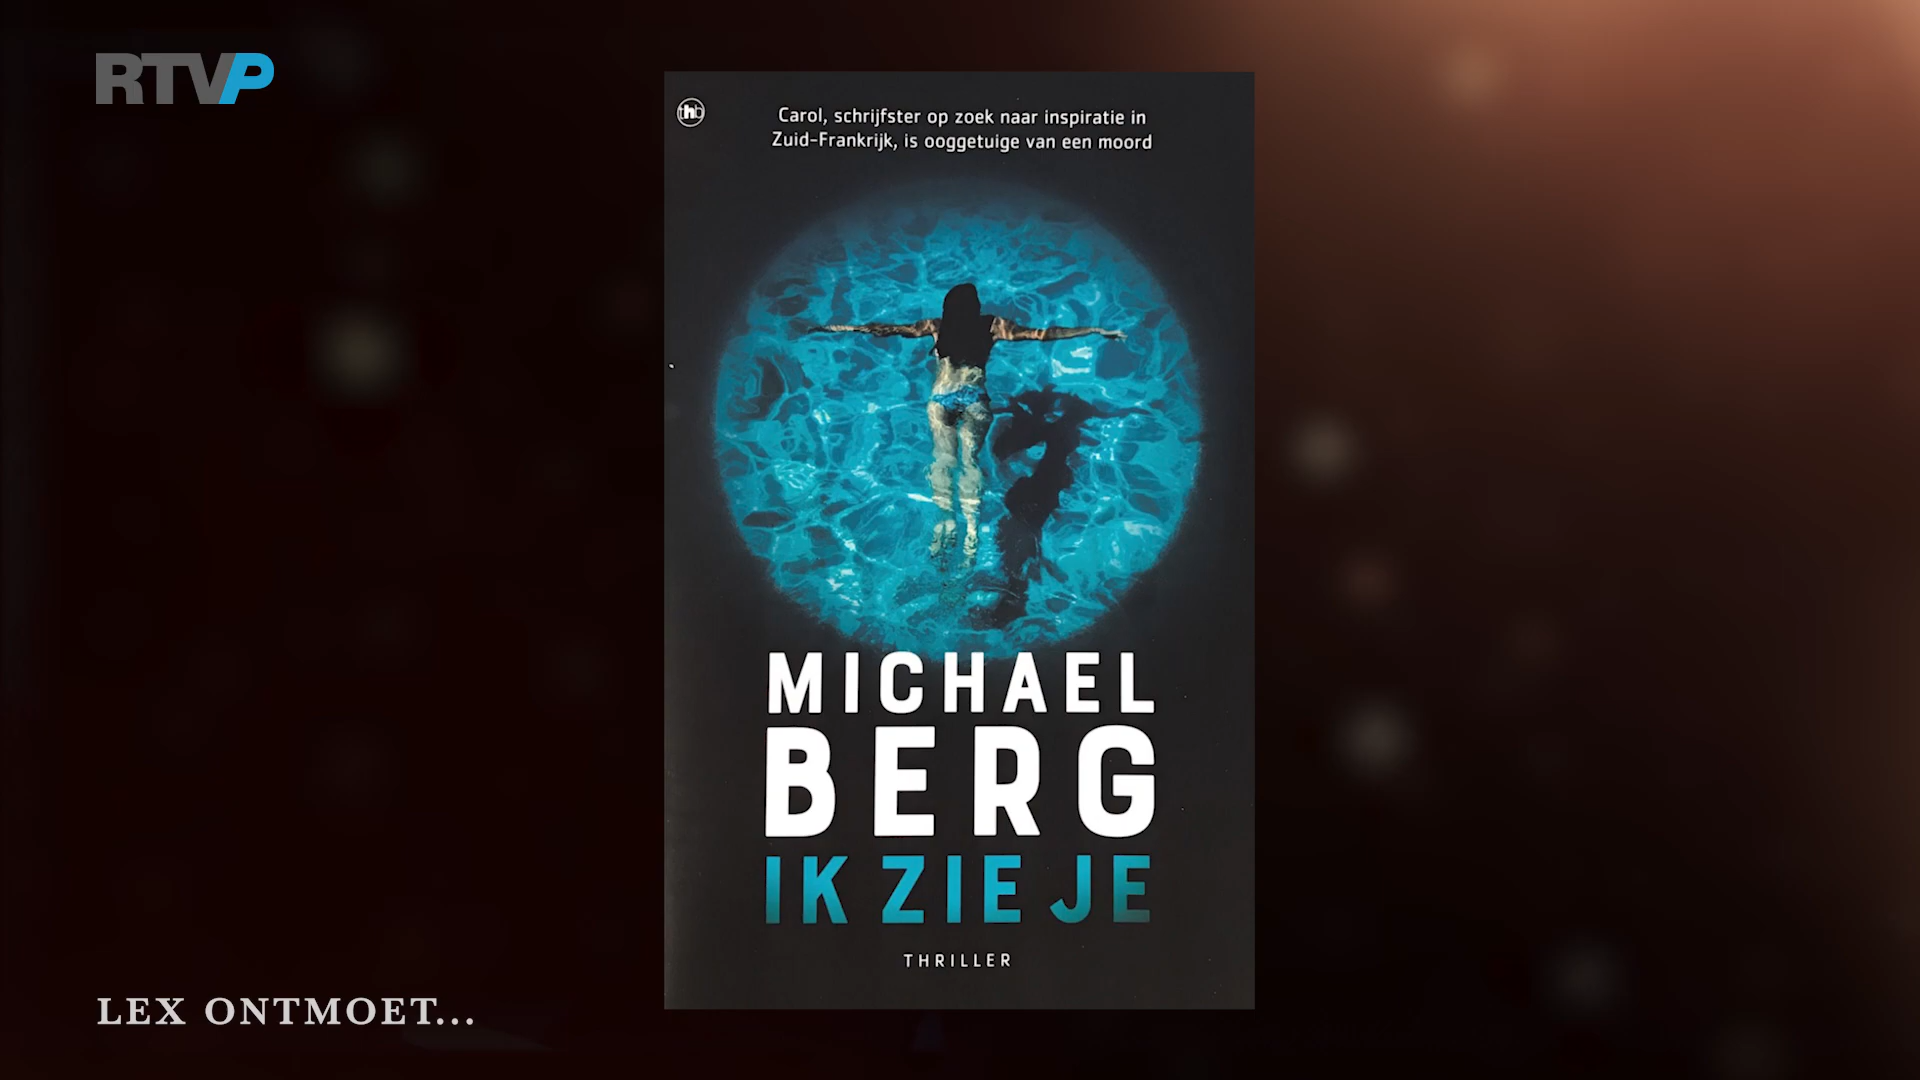 RTVP
thb
Carol, schrijfster op zoek naar inspiratie in
Zuid-Frankrijk, is ooggetuige van een moord
MICHAEL
BERG
IK ZIE JE
THRILLER
LEX ONTMOET...